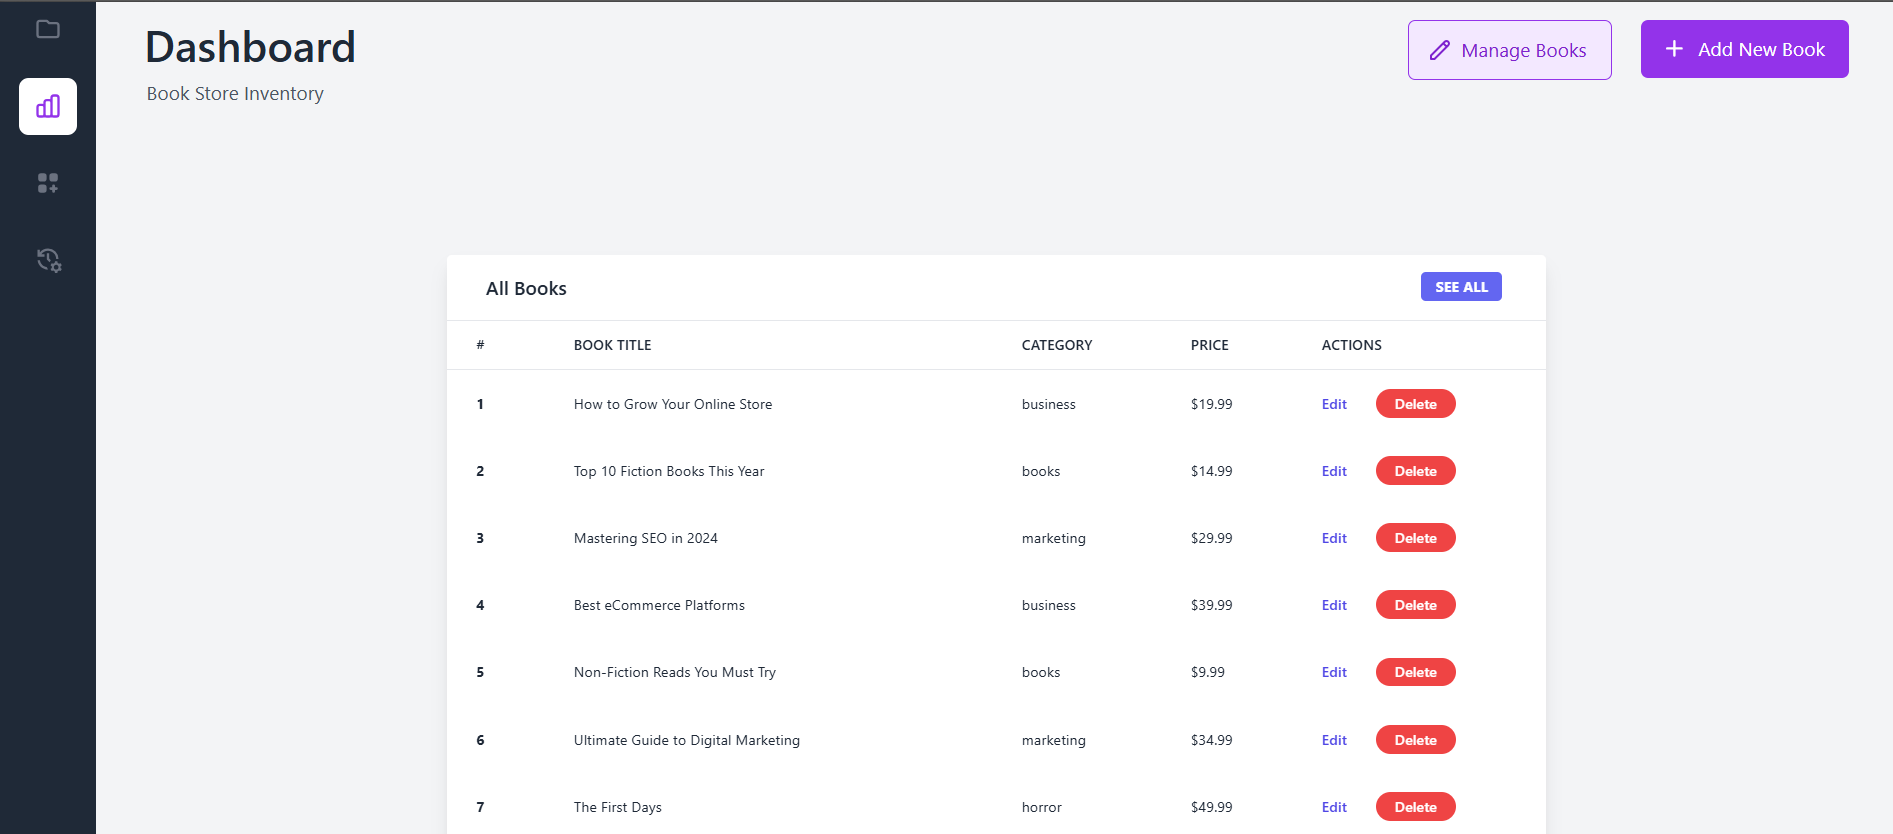 Dashboard
Book Store Inventory
Manage Books
Add New Book
All Books
SEE ALL
# BOOK TITLE CATEGORY PRICE ACTIONS
1 How to Grow Your Online Store business $19.99 Edit Delete
2 Top 10 Fiction Books This Year books $14.99 Edit Delete
3 Mastering SEO in 2024 marketing $29.99 Edit Delete
4 Best eCommerce Platforms business $39.99 Edit Delete
5 Non-Fiction Reads You Must Try books $9.99 Edit Delete
6 Ultimate Guide to Digital Marketing marketing $34.99 Edit Delete
7 The First Days horror $49.99 Edit Delete